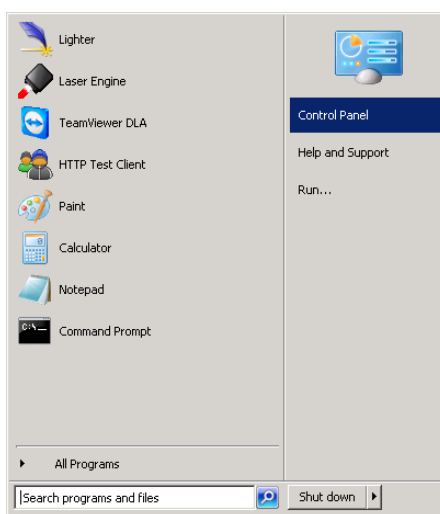 Lighter
Laser Engine
TeamViewer DLA
HTTP Test Client
Paint
Calculator
Notepad
C:\_
Command Prompt
All Programs
Search programs and files
Control Panel
Help and Support
Run...
Shut down